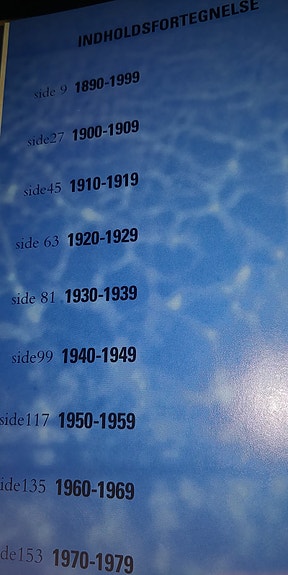 INDHOLDSFORTEGNELSE
side 9 1890-1999
side27 1900-1909
side45 1910-1919
side 63 1920-1929
side 81 1930-1939
side99 1940-1949
side117 1950-1959
ide135 1960-1969
de153 1970-1979